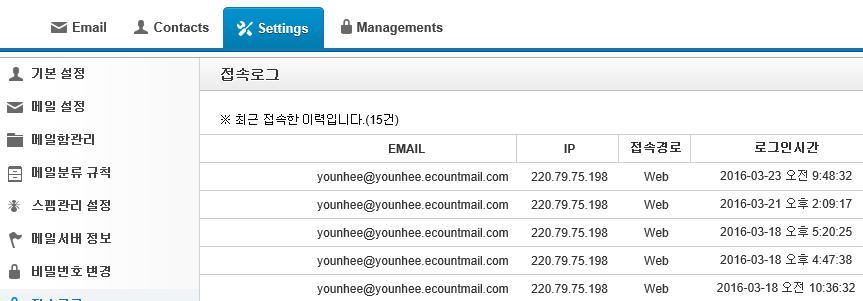 Email Contacts Settings Managements
기본 설정
메일 설정
메일함관리
메일분류 규칙
스팸관리 설정
메일서버 정보
비밀번호 변경
접속로그
※ 최근 접속한 이력입니다.(15건)
EMAIL IP 접속경로 로그인시간
younhee@younhee.ecountmail.com 220.79.75.198 Web 2016-03-23 오전 9:48:32
younhee@younhee.ecountmail.com 220.79.75.198 Web 2016-03-21 오후 2:09:17
younhee@younhee.ecountmail.com 220.79.75.198 Web 2016-03-18 오후 5:20:25
younhee@younhee.ecountmail.com 220.79.75.198 Web 2016-03-18 오후 4:47:38
younhee@younhee.ecountmail.com 220.79.75.198 Web 2016-03-18 오전 10:36:32